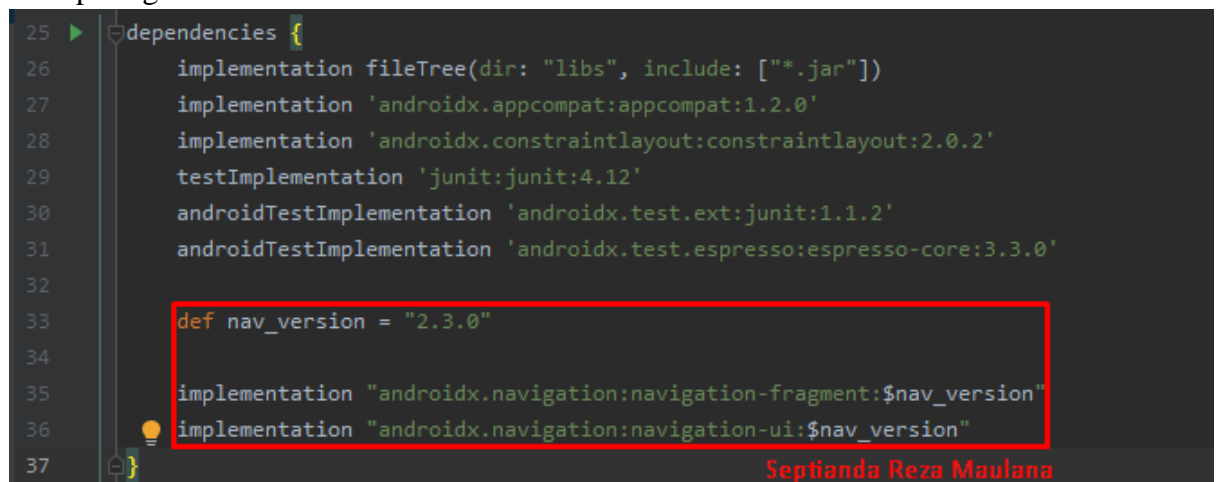 25 dependencies {
26 implementation fileTree(dir: "libs", include: ["*.jar"])
27 implementation 'androidx.appcompat:appcompat:1.2.0'
28 implementation 'androidx.constraintlayout:constraintlayout:2.0.2'
29 testImplementation 'junit:junit:4.12'
30 androidTestImplementation 'androidx.test.ext:junit:1.1.2'
31 androidTestImplementation 'androidx.test.espresso:espresso-core:3.3.0'
32
33 def nav_version = "2.3.0"
34
35 implementation "androidx.navigation:navigation-fragment:$nav_version"
36 implementation "androidx.navigation:navigation-ui:$nav_version"
37 }
Septianda Reza Maulana